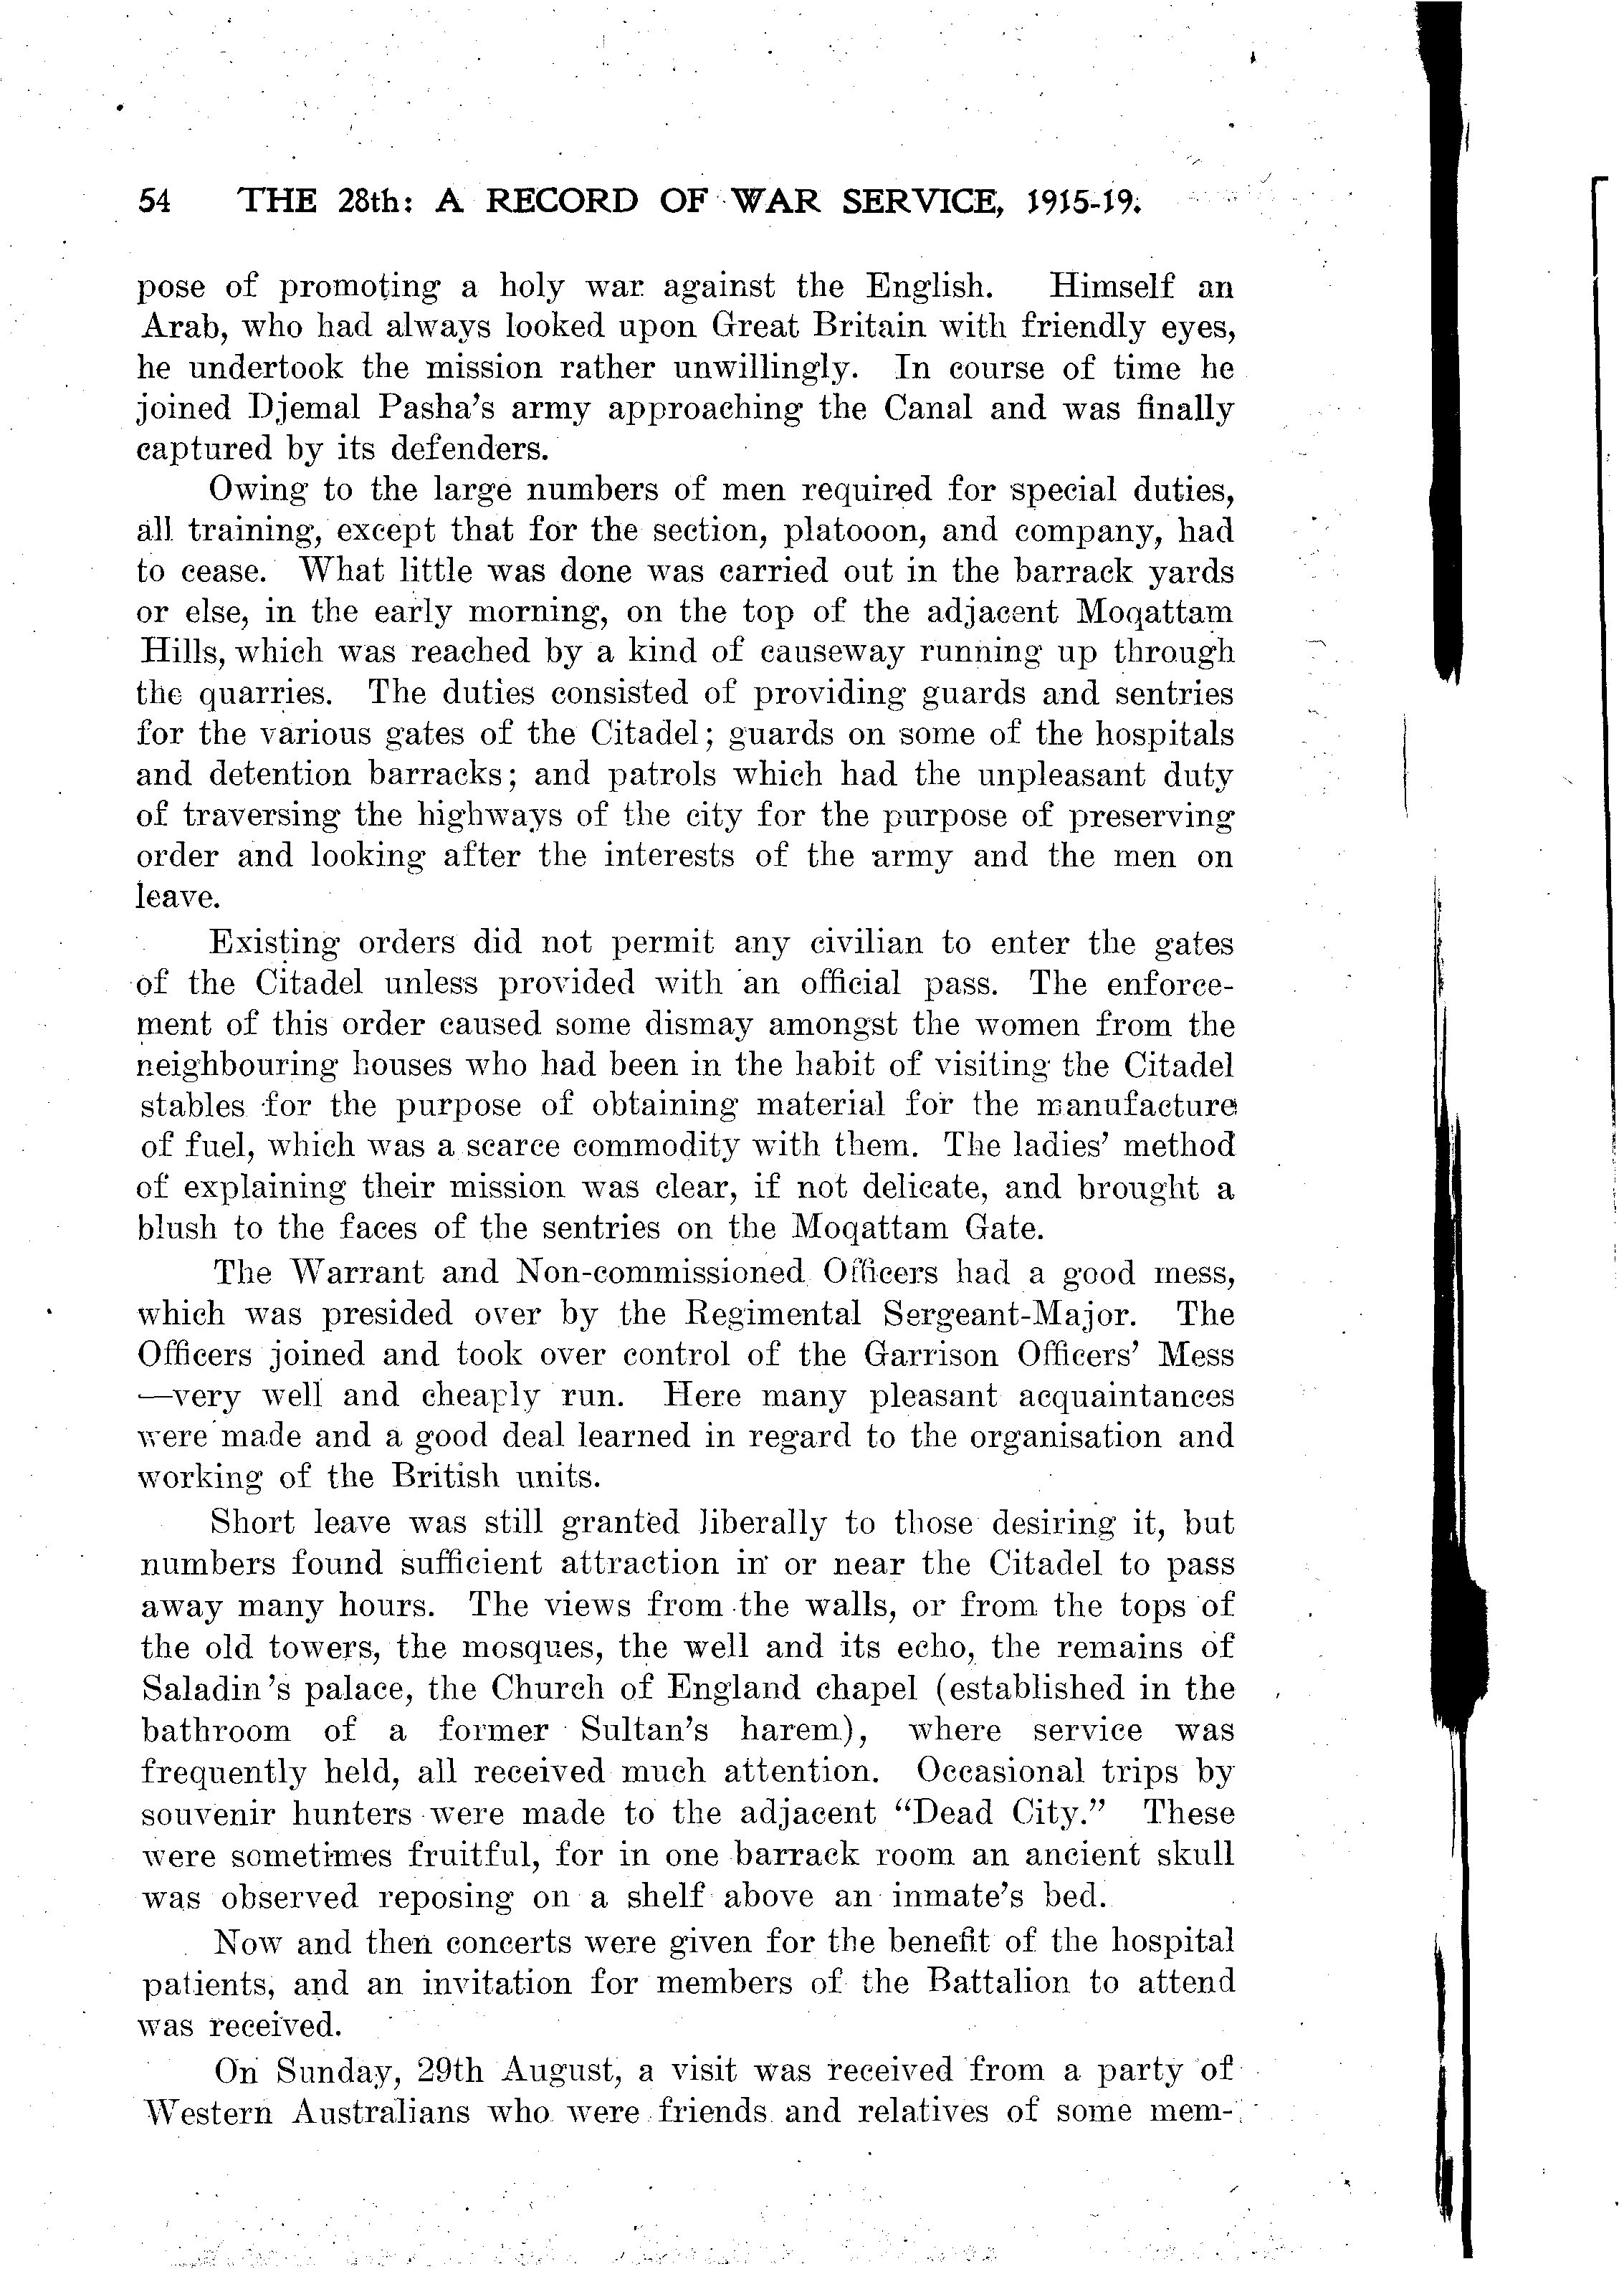 54 THE 28th: A RECORD OF WAR SERVICE, 1915-19.
pose of promoting a holy war against the English. Himself an
Arab, who had always looked upon Great Britain with friendly eyes,
he undertook the mission rather unwillingly. In course of time he
joined Djemal Pasha's army approaching the Canal and was finally
captured by its defenders.
Owing to the large numbers of men required for special duties,
all training, except that for the section, platooon, and company, had
to cease. What little was done was carried out in the barrack yards
or else, in the early morning, on the top of the adjacent Moqattam
Hills, which was reached by a kind of causeway running up through
the quarries. The duties consisted of providing guards and sentries
for the various gates of the Citadel; guards on some of the hospitals
and detention barracks; and patrols which had the unpleasant duty
of traversing the highways of the city for the purpose of preserving
order and looking after the interests of the army and the men on
leave.
Existing orders did not permit any civilian to enter the gates
of the Citadel unless provided with an official pass. The enforce-
ment of this order caused some dismay amongst the women from the
neighbouring houses who had been in the habit of visiting the Citadel
stables for the purpose of obtaining material for the manufacture
of fuel, which was a scarce commodity with them. The ladies' method
of explaining their mission was clear, if not delicate, and brought a
blush to the faces of the sentries on the Moqattam Gate.
The Warrant and Non-commissioned Officers had a good mess,
which was presided over by the Regimental Sergeant-Major. The
Officers joined and took over control of the Garrison Officers' Mess
—very well and cheaply run. Here many pleasant acquaintances
were made and a good deal learned in regard to the organisation and
working of the British units.
Short leave was still granted liberally to those desiring it, but
numbers found sufficient attraction in or near the Citadel to pass
away many hours. The views from the walls, or from the tops of
the old towers, the mosques, the well and its echo, the remains of
Saladin's palace, the Church of England chapel (established in the
bathroom of a former Sultan's harem), where service was
frequently held, all received much attention. Occasional trips by
souvenir hunters were made to the adjacent "Dead City." These
were sometimes fruitful, for in one barrack room an ancient skull
was observed reposing on a shelf above an inmate's bed.
Now and then concerts were given for the benefit of the hospital
patients, and an invitation for members of the Battalion to attend
was received.
On Sunday, 29th August, a visit was received from a party of
Western Australians who were friends and relatives of some mem-